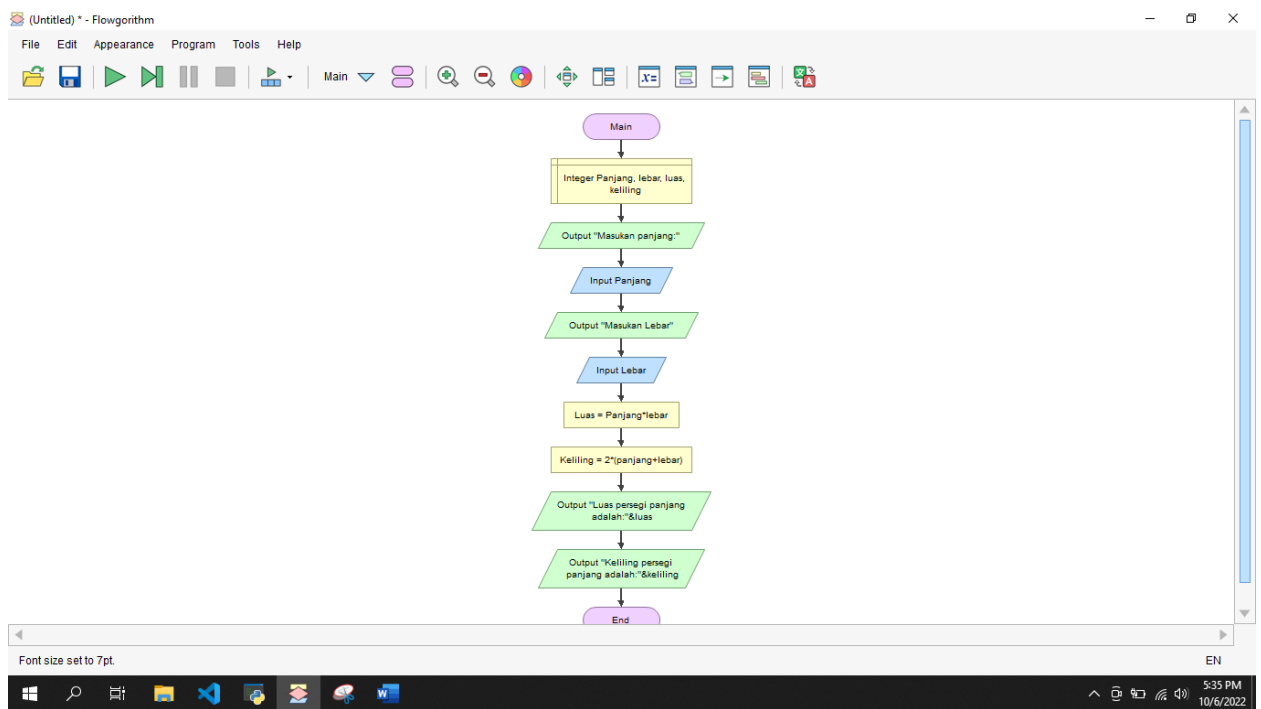 (Untitled) * - Flowgorithm
File Edit Appearance Program Tools Help
Main
x=
A
Main
Integer Panjang, lebar, luas,
keliling
Output "Masukan panjang:"
Input Panjang
Output "Masukan Lebar"
Input Lebar
Luas = Panjang*lebar
Keliling = 2*(panjang+lebar)
Output "Luas persegi panjang
adalah:"&luas
Output "Keliling persegi
panjang adalah:"&keliling
End
Font size set to 7pt.
EN
W
5:35 PM
10/6/2022